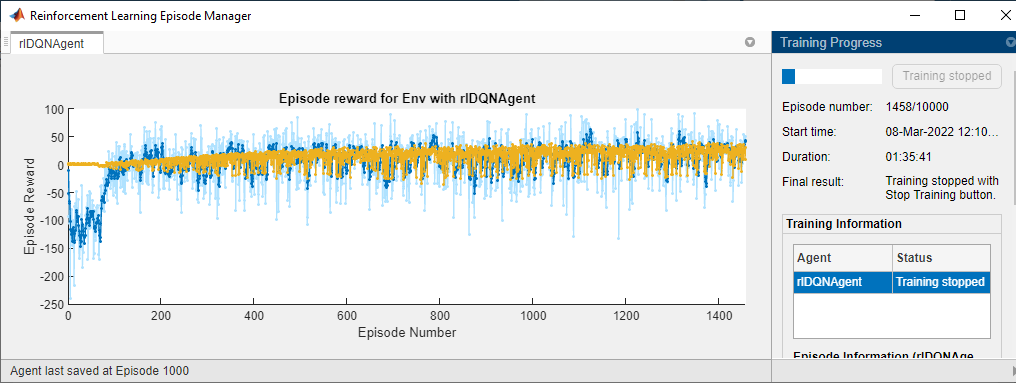 Reinforcement Learning Episode Manager
rlDQNAgent
Episode reward for Env with rlDQNAgent
100
50
0
-50
-100
-150
-200
-250
Episode Reward
0
200
400
600
800
1000
1200
1400
Episode Number
Agent last saved at Episode 1000
Training Progress
Training stopped
Episode number: 1458/10000
Start time: 08-Mar-2022 12:10...
Duration: 01:35:41
Final result: Training stopped with
Stop Training button.
Training Information
Agent Status
rlDQNAgent Training stopped
Episode Information (rlDQNAge